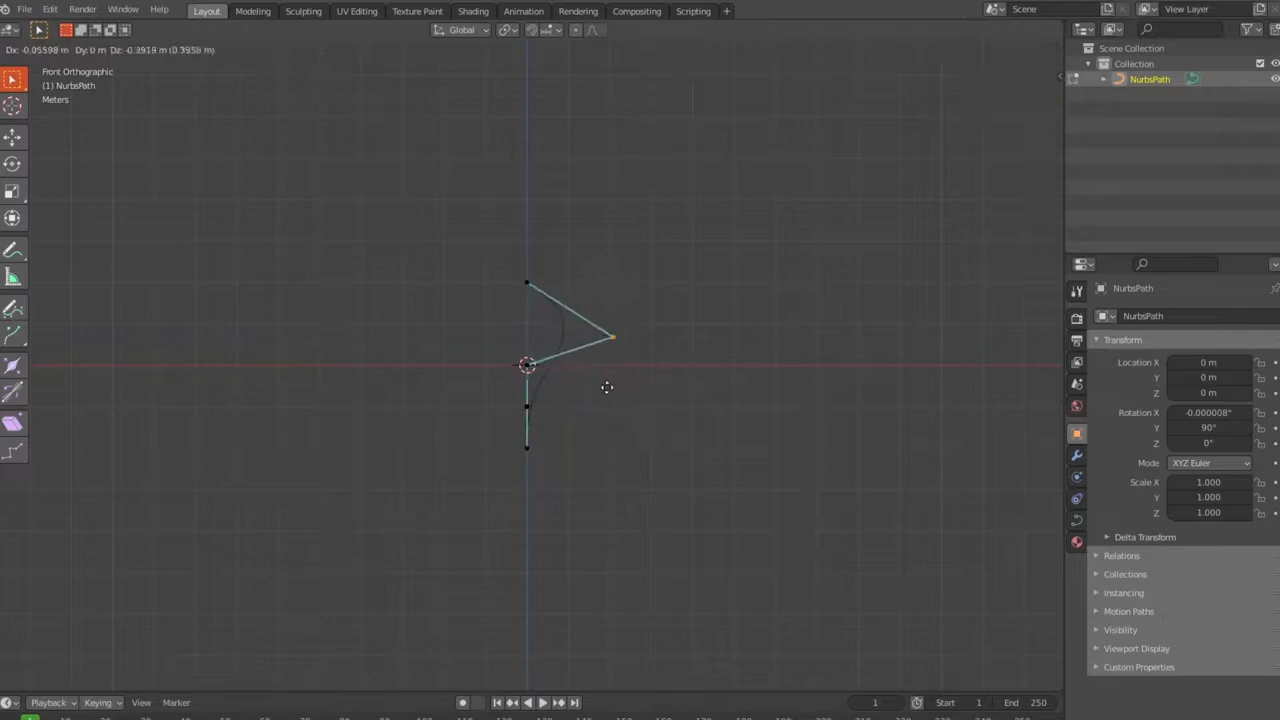 File Edit Render Window Help Layout Modeling Sculpting UV Editing Texture Paint Shading Animation Rendering Compositing Scripting + Scene View Layer
Global
Dx: -0.05598 m Dy: 0 m Dz: -0.3919 m (0.3958 m)
Front Orthographic
(1) NurbsPath
Meters
Scene Collection
Collection
NurbsPath
NurbsPath
NurbsPath
Transform
Location X 0 m
Y 0 m
Z 0 m
Rotation X -0.000008°
Y 90°
Z 0°
Mode XYZ Euler
Scale X 1.000
Y 1.000
Z 1.000
Delta Transform
Relations
Collections
Instancing
Motion Paths
Visibility
Viewport Display
Custom Properties
Playback Keying View Marker 1 Start 1 End 250